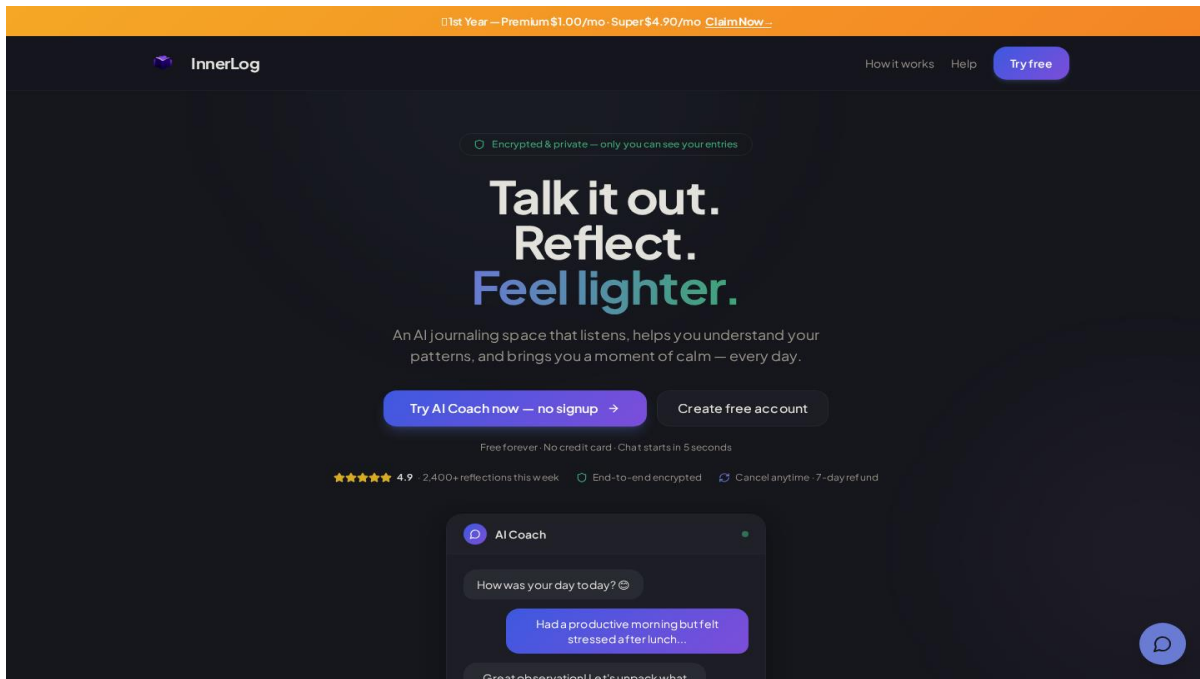 1st Year — Premium $1.00/mo · Super $4.90/mo Claim Now→
InnerLog
How it works
Help
Try free
Encrypted & private — only you can see your entries
Talk it out.
Reflect.
Feel lighter.
An AI journaling space that listens, helps you understand your
patterns, and brings you a moment of calm — every day.
Try AI Coach now — no signup →
Create free account
Free forever · No credit card · Chat starts in 5 seconds
4.9 · 2,400+ reflections this week
End-to-end encrypted
Cancel anytime · 7-day refund
AI Coach
How was your day today? 😊
Had a productive morning but felt
stressed after lunch...
Great observation! Let's unpack what